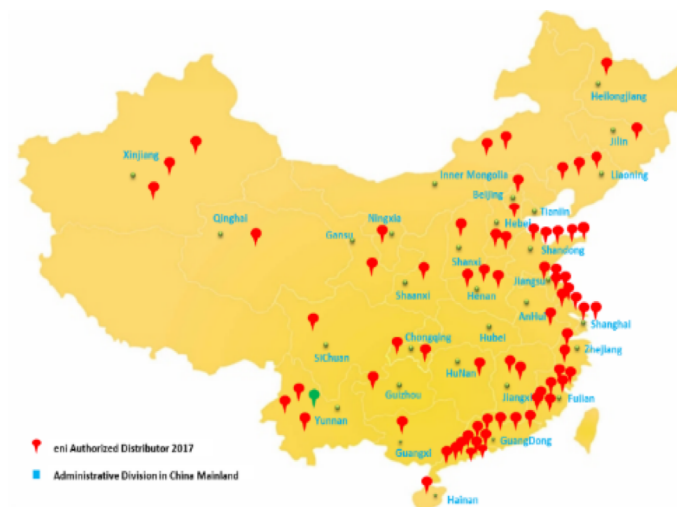 Heilongjiang
Jilin
Xinjiang
Inner Mongolia
Liaoning
Beijing
Tianjin
Qinghai
Ningxia
Hebei
Gansu
Shanxi
Shandong
Shaanxi
Henan
Jiangsu
AnHui
Shanghai
Hubei
Chongqing
SiChuan
Zhejiang
HuNan
Guizhou
Jiangxi
Fujian
Yunnan
GuangDong
Guangxi
eni Authorized Distributor 2017
Administrative Division in China Mainland
Hainan